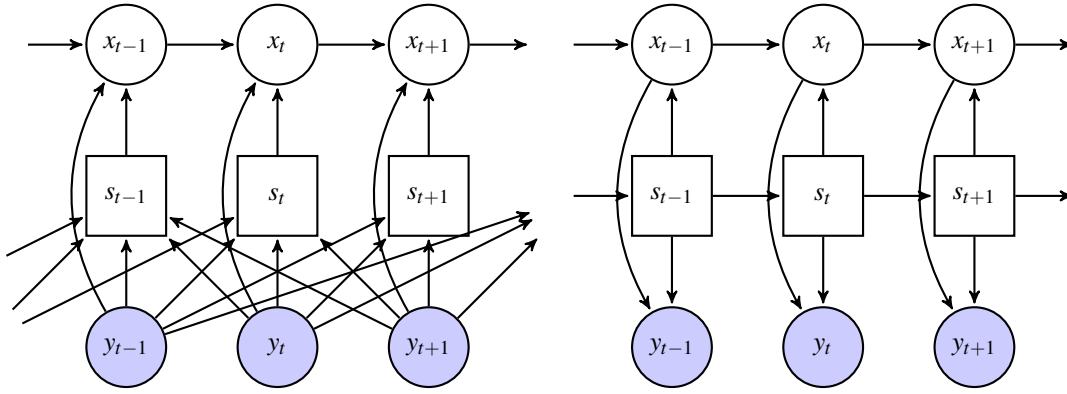 x_{t−1} x_t x_{t+1} x_{t−1} x_t x_{t+1}
s_{t−1} s_t s_{t+1} s_{t−1} s_t s_{t+1}
y_{t−1} y_t y_{t+1} y_{t−1} y_t y_{t+1}